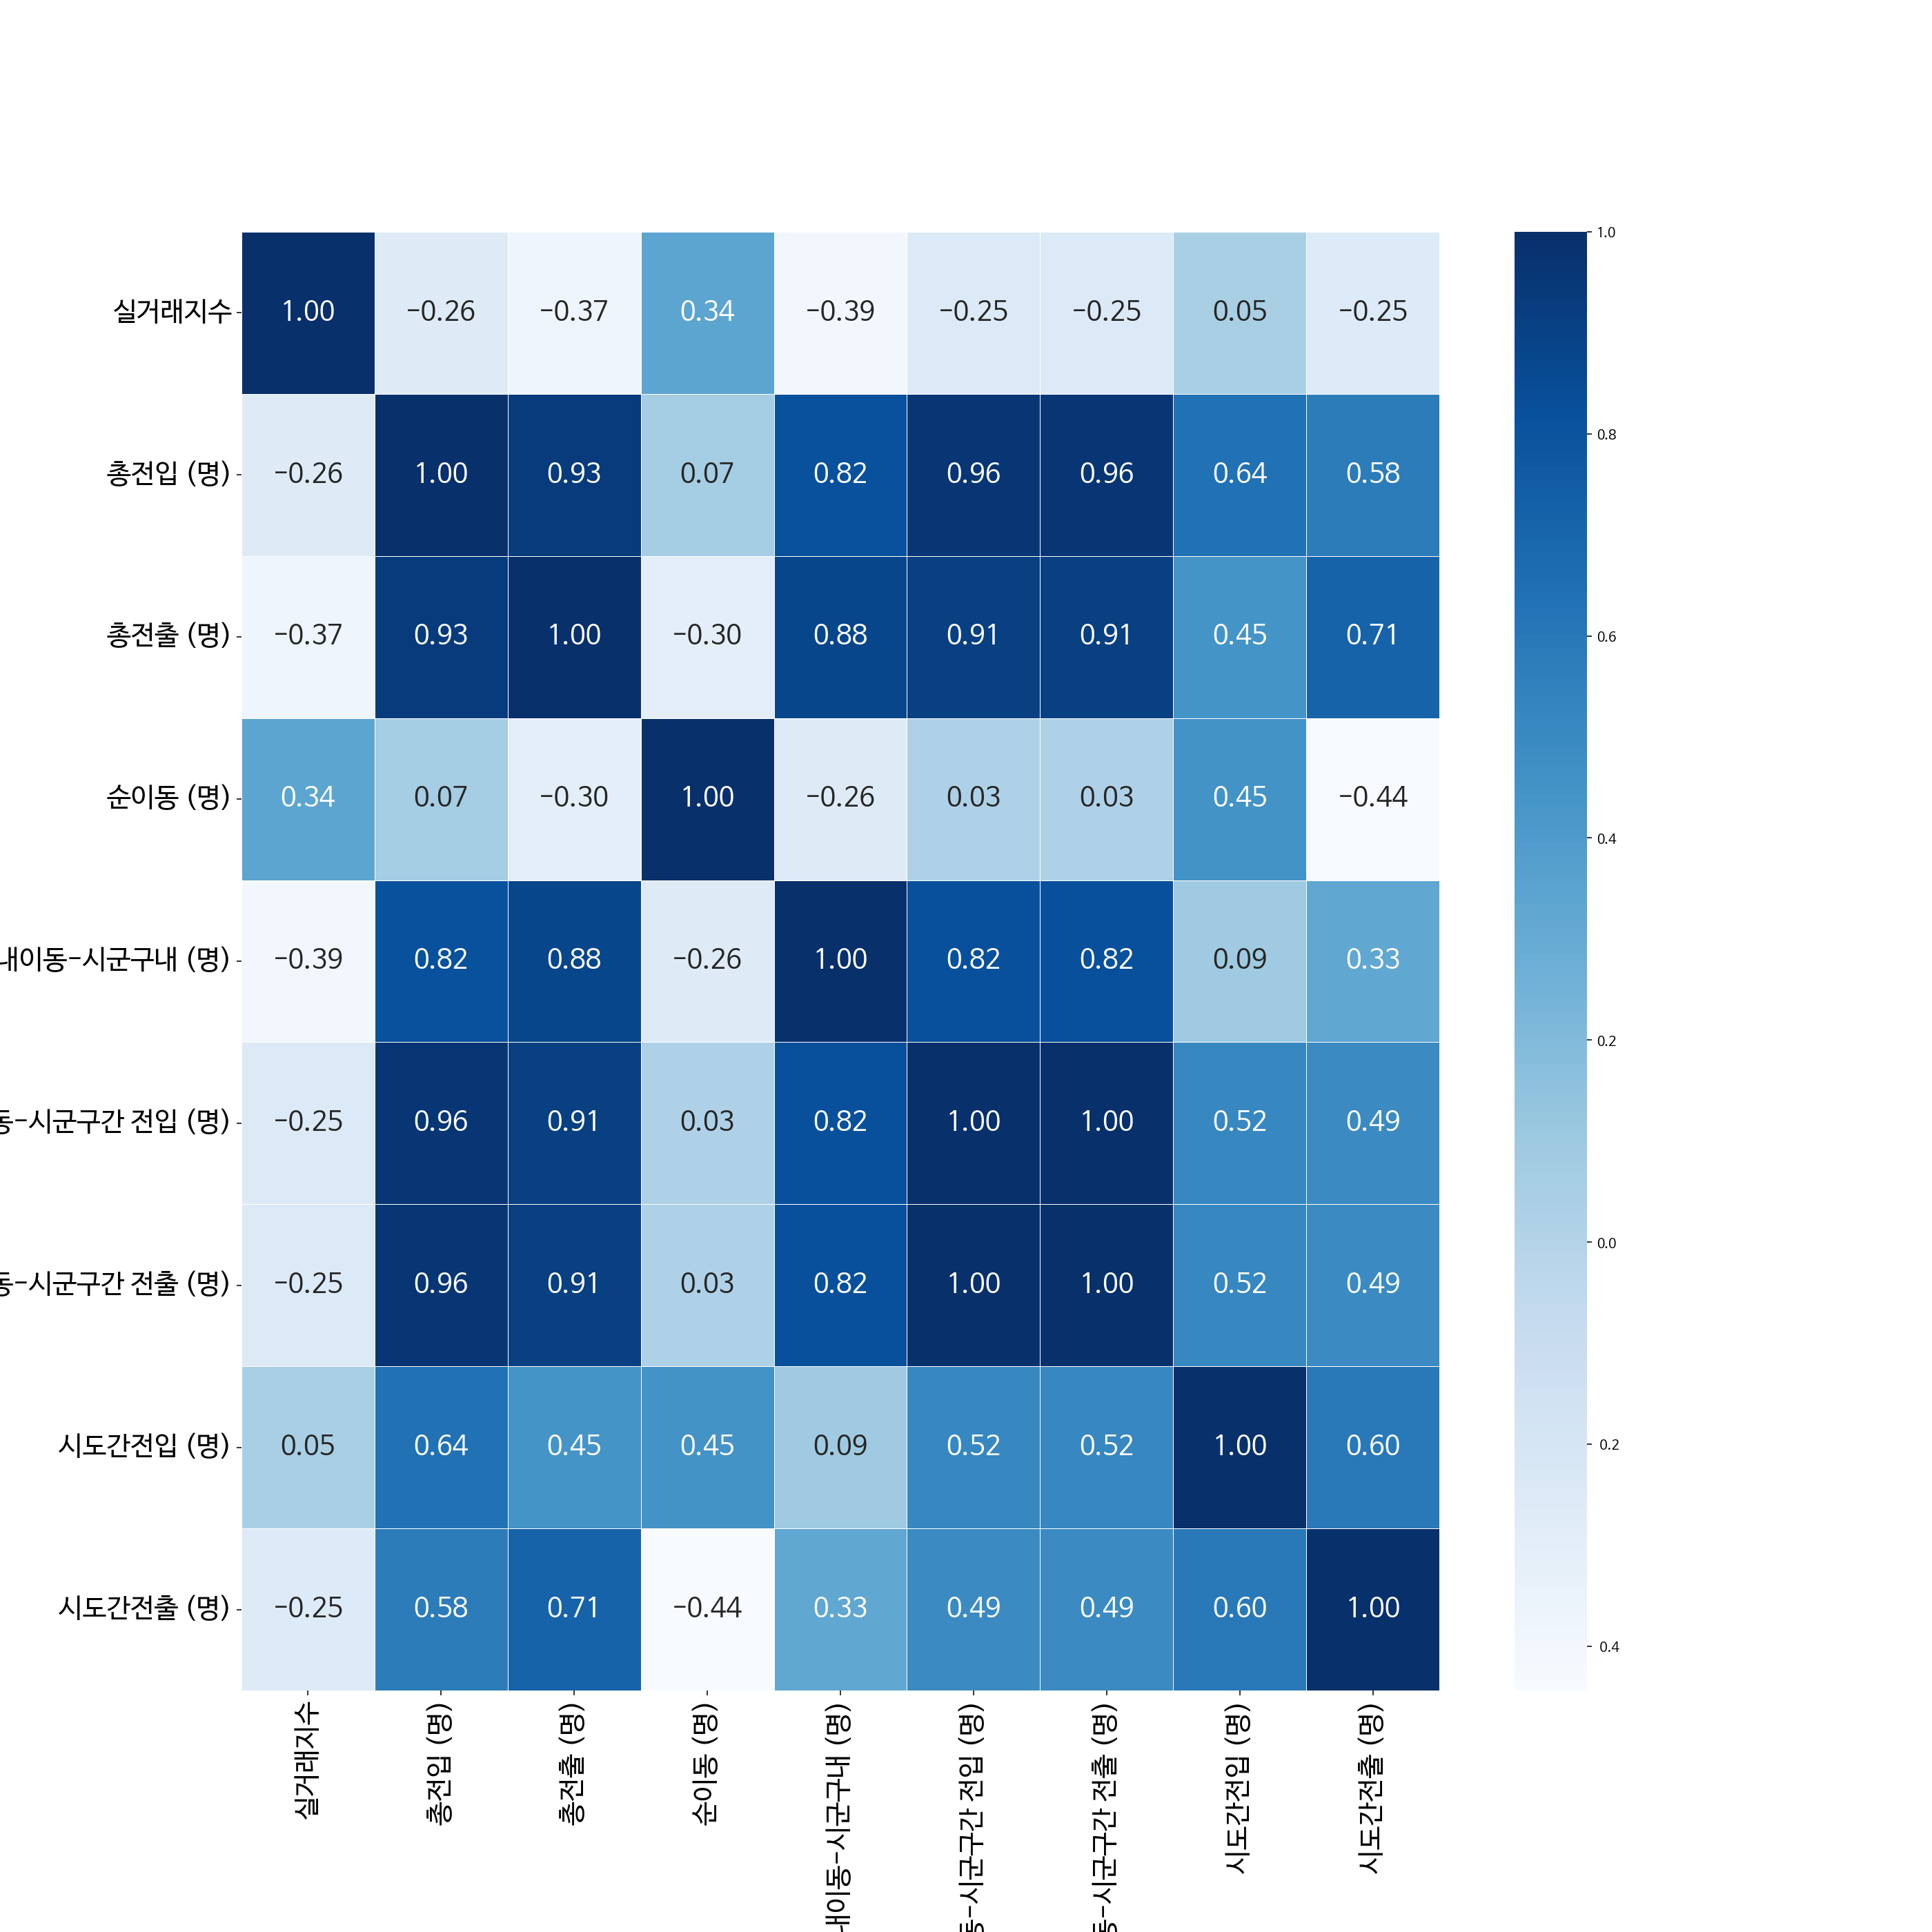 실거래지수 1.00 −0.26 −0.37 0.34 −0.39 −0.25 −0.25 0.05 −0.25
총전입 (명) −0.26 1.00 0.93 0.07 0.82 0.96 0.96 0.64 0.58
총전출 (명) −0.37 0.93 1.00 −0.30 0.88 0.91 0.91 0.45 0.71
순이동 (명) 0.34 0.07 −0.30 1.00 −0.26 0.03 0.03 0.45 −0.44
내이동-시군구내 (명) −0.39 0.82 0.88 −0.26 1.00 0.82 0.82 0.09 0.33
동-시군구간 전입 (명) −0.25 0.96 0.91 0.03 0.82 1.00 1.00 0.52 0.49
동-시군구간 전출 (명) −0.25 0.96 0.91 0.03 0.82 1.00 1.00 0.52 0.49
시도간전입 (명) 0.05 0.64 0.45 0.45 0.09 0.52 0.52 1.00 0.60
시도간전출 (명) −0.25 0.58 0.71 −0.44 0.33 0.49 0.49 0.60 1.00
실거래지수
총전입 (명)
총전출 (명)
순이동 (명)
내이동-시군구내 (명)
동-시군구간 전입 (명)
동-시군구간 전출 (명)
시도간전입 (명)
시도간전출 (명)
1.0
0.8
0.6
0.4
0.2
0.0
0.2
0.4